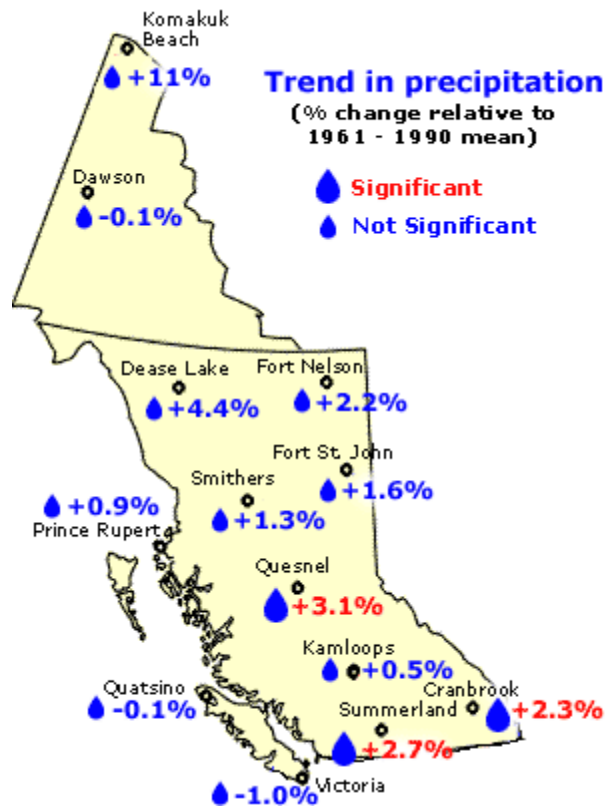 Komakuk
Beach
+11%
Trend in precipitation
(% change relative to
1961 - 1990 mean)
Significant
Not Significant
Dawson
-0.1%
Dease Lake
+4.4%
Fort Nelson
+2.2%
Fort St. John
+1.6%
Smithers
+1.3%
+0.9%
Prince Rupert
Quesnel
+3.1%
Kamloops
+0.5%
Quatsino
-0.1%
Cranbrook
+2.3%
Summerland
+2.7%
Victoria
-1.0%